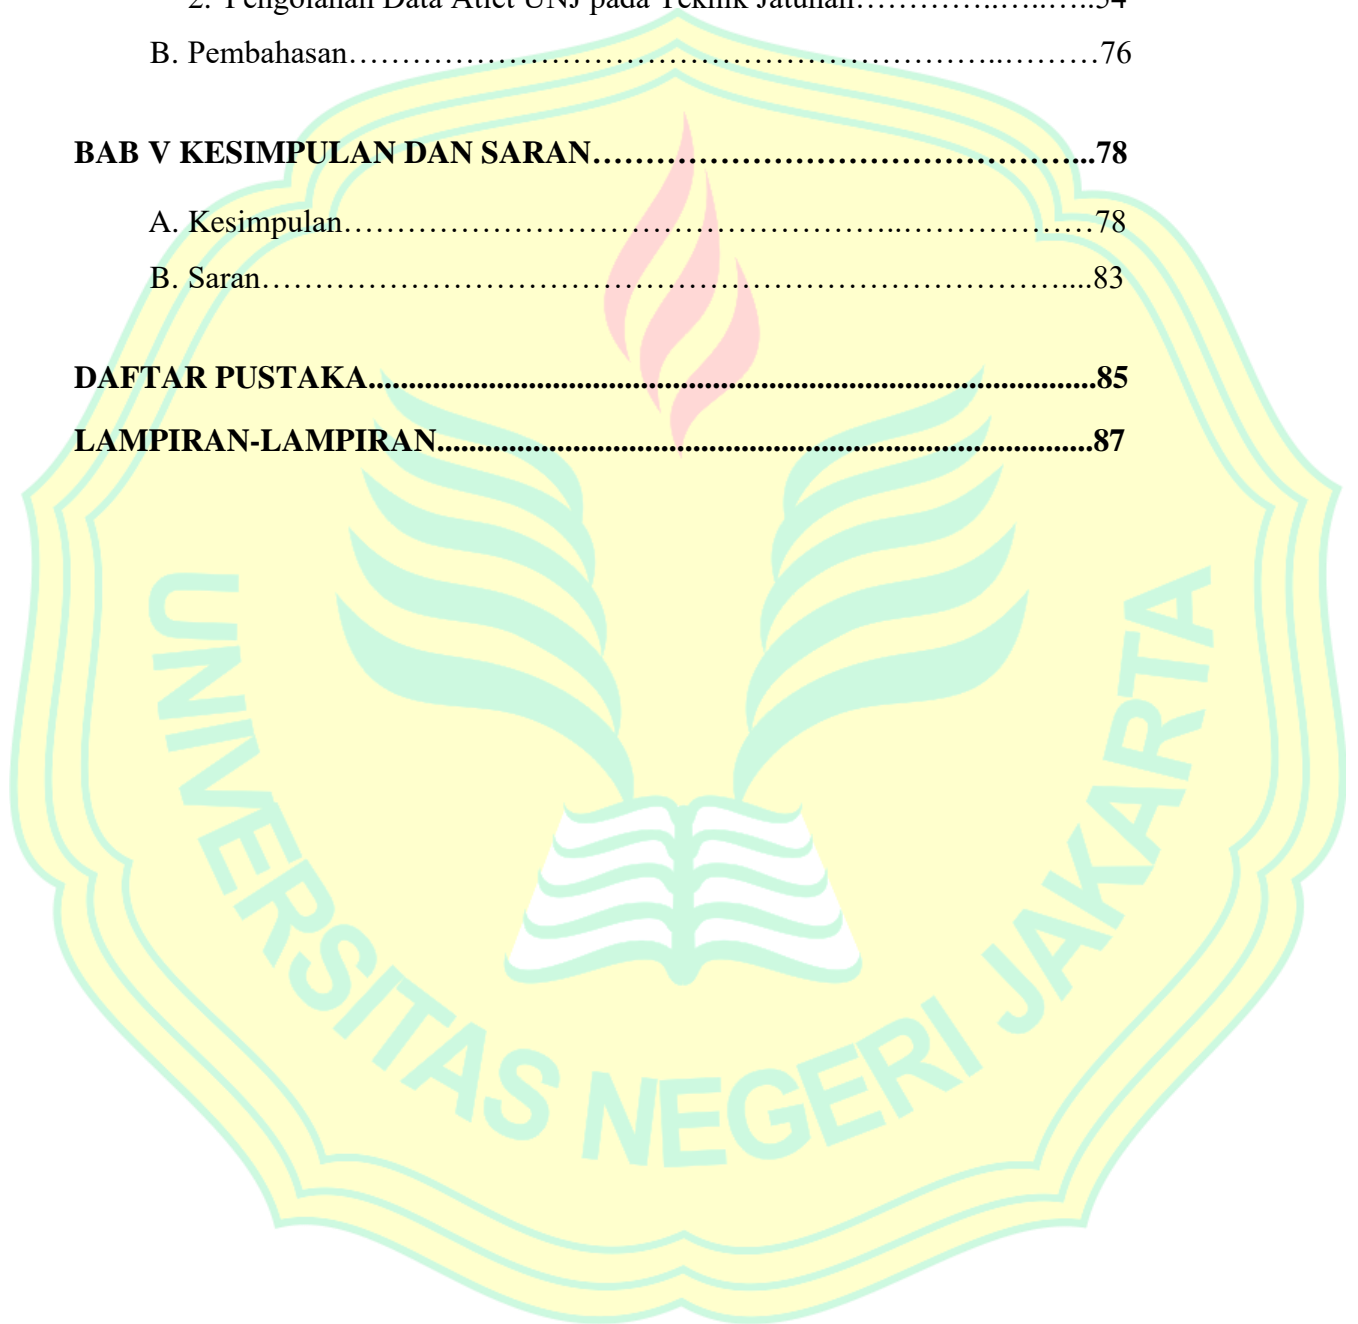 2. Pengolahan Data Atlet UNJ pada Teknik Jatuhan…………..…..…..54
B. Pembahasan……………………………………………………..………76
BAB V KESIMPULAN DAN SARAN………………………………………...78
A. Kesimpulan……………………………………………..………………78
B. Saran…………………………………………………………………....83
DAFTAR PUSTAKA............................................................................................85
LAMPIRAN-LAMPIRAN...................................................................................87
UNIVERSITAS NEGERI JAKARTA